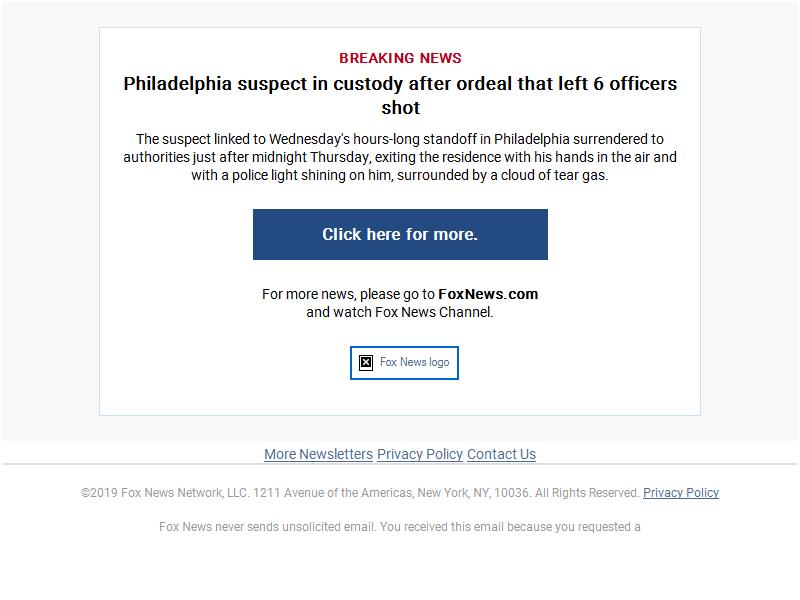 BREAKING NEWS
Philadelphia suspect in custody after ordeal that left 6 officers
shot
The suspect linked to Wednesday's hours-long standoff in Philadelphia surrendered to
authorities just after midnight Thursday, exiting the residence with his hands in the air and
with a police light shining on him, surrounded by a cloud of tear gas.
Click here for more.
For more news, please go to FoxNews.com
and watch Fox News Channel.
Fox News logo
More Newsletters Privacy Policy Contact Us
©2019 Fox News Network, LLC. 1211 Avenue of the Americas, New York, NY, 10036. All Rights Reserved. Privacy Policy
Fox News never sends unsolicited email. You received this email because you requested a